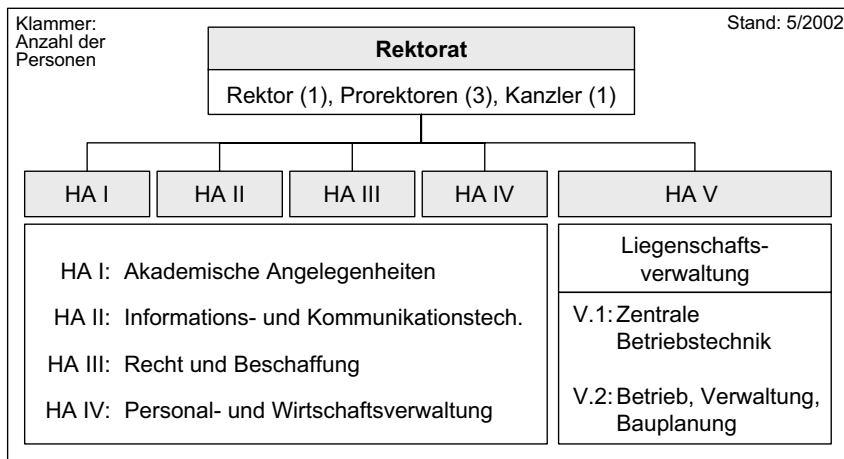 Klammer:
Anzahl der
Personen
Stand: 5/2002
Rektorat
Rektor (1), Prorektoren (3), Kanzler (1)
HA I
HA II
HA III
HA IV
HA V
HA I: Akademische Angelegenheiten
HA II: Informations- und Kommunikationstech.
HA III: Recht und Beschaffung
HA IV: Personal- und Wirtschaftsverwaltung
Liegenschafts-
verwaltung
V.1: Zentrale
Betriebstechnik
V.2: Betrieb, Verwaltung,
Bauplanung